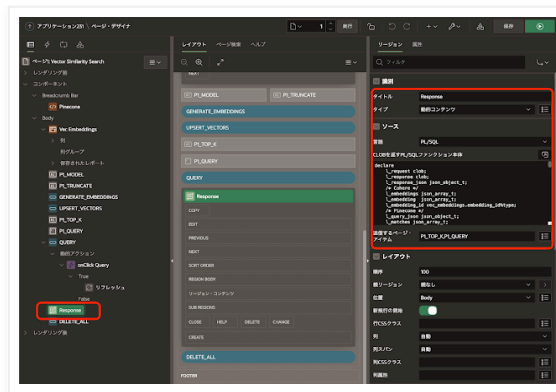 アプリケーション251 \ ページ・デザイナ
1
実行
保存
ページ1: Vector Similarity Search
レンダリング前
コンポーネント
Breadcrumb Bar
Pinecone
Body
Vec Embeddings
列
列グループ
保存されたレポート
P1_MODEL
P1_TRUNCATE
GENERATE_EMBEDDINGS
UPSERT_VECTORS
P1_TOP_K
P1_QUERY
QUERY
動的アクション
onClick Query
True
リフレッシュ
False
Response
DELETE_ALL
レンダリング後
レイアウト ページ検索 ヘルプ
NEXT
P1_MODEL P1_TRUNCATE
GENERATE_EMBEDDINGS
UPSERT_VECTORS
P1_TOP_K
P1_QUERY
QUERY
Response
COPY
EDIT
PREVIOUS
NEXT
SORT ORDER
REGION BODY
リージョン・コンテンツ
SUB REGIONS
CLOSE HELP DELETE CHANGE
CREATE
DELETE_ALL
FOOTER
リージョン 属性
フィルタ
識別
タイトル Response
タイプ 動的コンテンツ
ソース
言語 PL/SQL
CLOBを返すPL/SQLファンクション本体
declare
l_request clob;
l_response clob;
l_response_json json_object_t;
/* Cohere */
l_embeddings json_array_t;
l_embedding json_array_t;
l_embedding_id vec_embeddings.embedding_id%type;
/* Pinecone */
l_query_json json_object_t;
l_matches json_array_t;
送信するページ・アイテム P1_TOP_K,P1_QUERY
レイアウト
順序 100
親リージョン 親なし
位置 Body
新規行の開始
行CSSクラス
列 自動
列スパン 自動
列CSSクラス
列属性